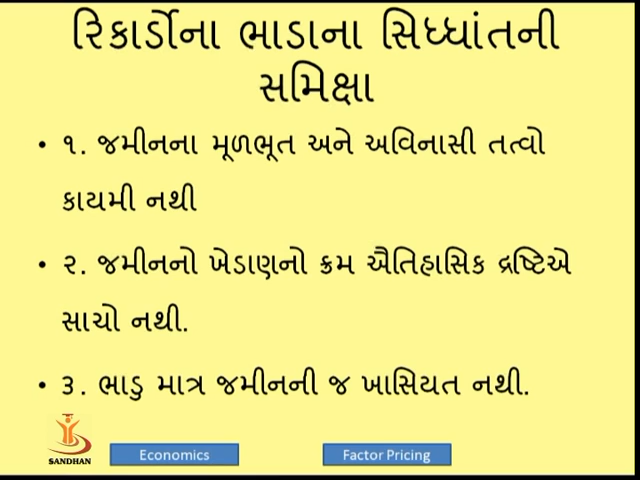 રિકાર્ડોના ભાડાના સિધ્ધાંતની
સમિક્ષા
• ૧. જમીનના મૂળભૂત અને અવિનાસી તત્વો
કાયમી નથી
• ૨. જમીનનો ખેડાણનો ક્રમ ઐતિહાસિક દ્રષ્ટિએ
સાચો નથી.
• ૩. ભાડુ માત્ર જમીનની જ ખાસિયત નથી.
SANDHAN
Economics
Factor Pricing